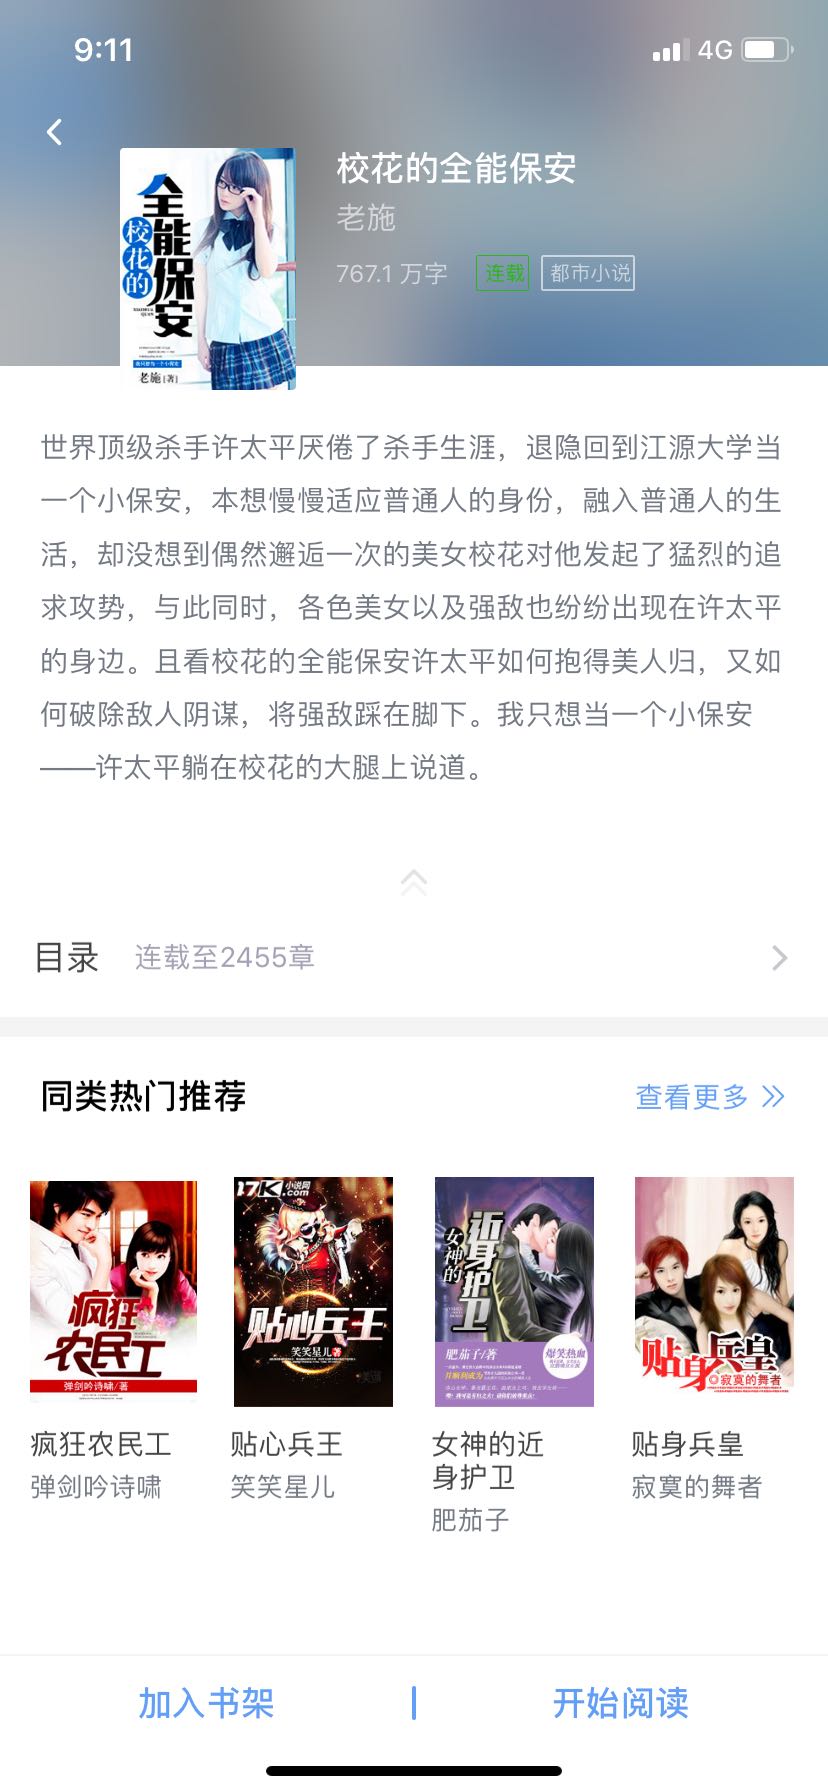 9:11
4G
全能保安
校花的
老施[著]
校花的全能保安
老施
767.1 万字
连载
都市小说
世界顶级杀手许太平厌倦了杀手生涯，退隐回到江源大学当
一个小保安，本想慢慢适应普通人的身份，融入普通人的生
活，却没想到偶然邂逅一次的美女校花对他发起了猛烈的追
求攻势，与此同时，各色美女以及强敌也纷纷出现在许太平
的身边。且看校花的全能保安许太平如何抱得美人归，又如
何破除敌人阴谋，将强敌踩在脚下。我只想当一个小保安
——许太平躺在校花的大腿上说道。
目录
连载至2455章
同类热门推荐
查看更多
疯狂
农民工
弹剑吟诗啸/著
17K小说网
.com
贴心兵王
笑笑星儿著
女神的
近身护卫
肥茄子/著
爆笑热血
贴身兵皇
寂寞的舞者
疯狂农民工
弹剑吟诗啸
贴心兵王
笑笑星儿
女神的近
身护卫
肥茄子
贴身兵皇
寂寞的舞者
加入书架
开始阅读